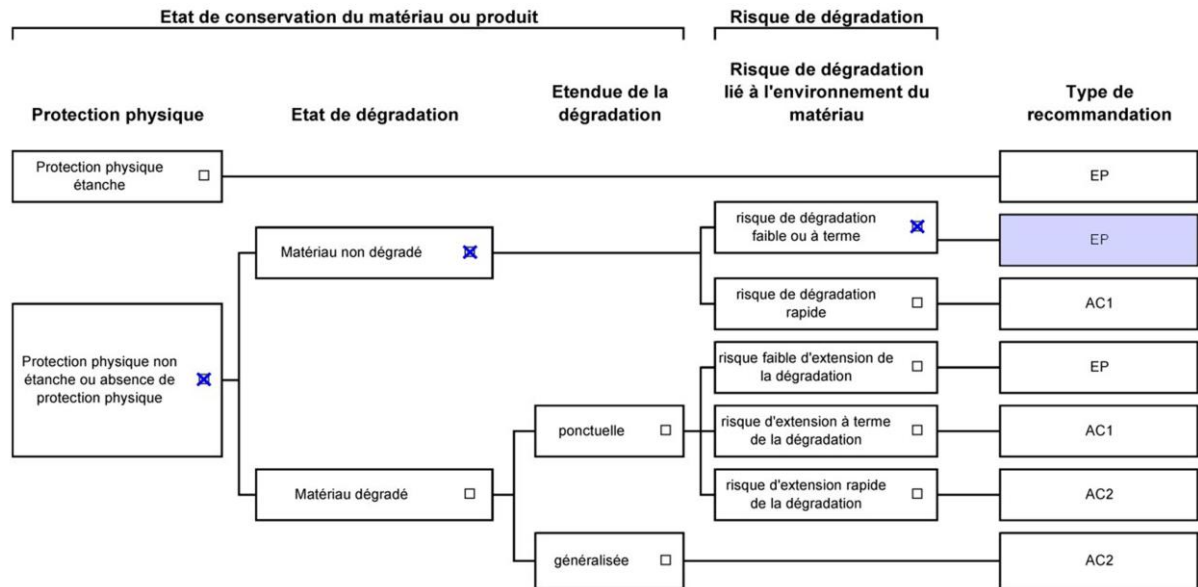 Etat de conservation du matériau ou produit
Risque de dégradation
Protection physique
Etat de dégradation
Etendue de la
dégradation
Risque de dégradation
lié à l'environnement du
matériau
Type de
recommandation
Protection physique
étanche
EP
risque de dégradation
faible ou à terme
EP
Matériau non dégradé
risque de dégradation
rapide
AC1
Protection physique non
étanche ou absence de
protection physique
risque faible d'extension de
la dégradation
EP
ponctuelle
risque d'extension à terme
de la dégradation
AC1
Matériau dégradé
risque d'extension rapide
de la dégradation
AC2
généralisée
AC2